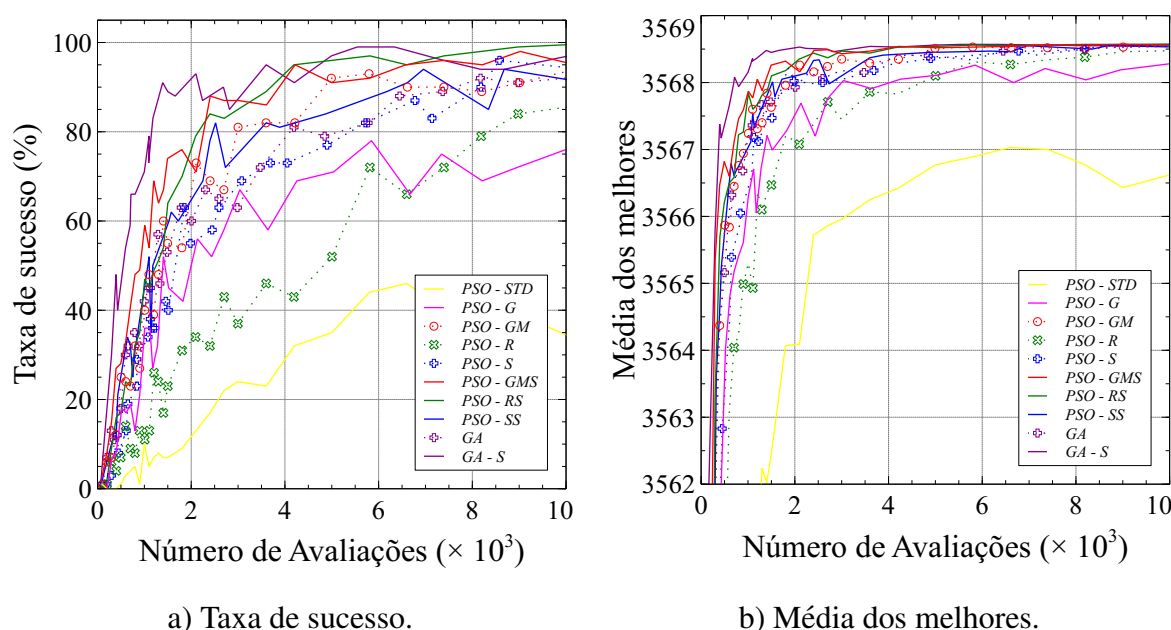 100
80
60
40
20
0
Taxa de sucesso (%)
0
2
4
6
8
10
Número de Avaliações (× 10³)
PSO - STD
PSO - G
PSO - GM
PSO - R
PSO - S
PSO - GMS
PSO - RS
PSO - SS
GA
GA - S
a) Taxa de sucesso.
3569
3568
3567
3566
3565
3564
3563
3562
Média dos melhores
0
2
4
6
8
10
Número de Avaliações (× 10³)
PSO - STD
PSO - G
PSO - GM
PSO - R
PSO - S
PSO - GMS
PSO - RS
PSO - SS
GA
GA - S
b) Média dos melhores.